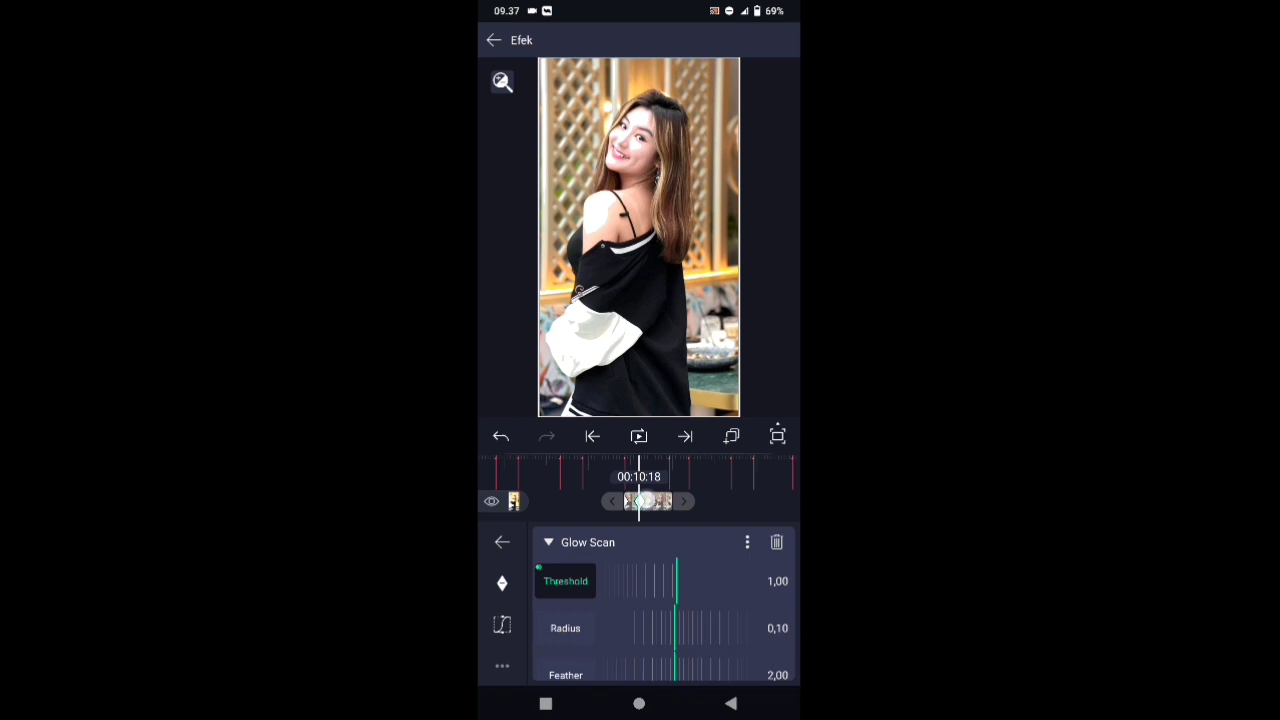 09.37 69%
Efek
00:10:18
Glow Scan
Threshold 1,00
Radius 0,10
Feather 2,00